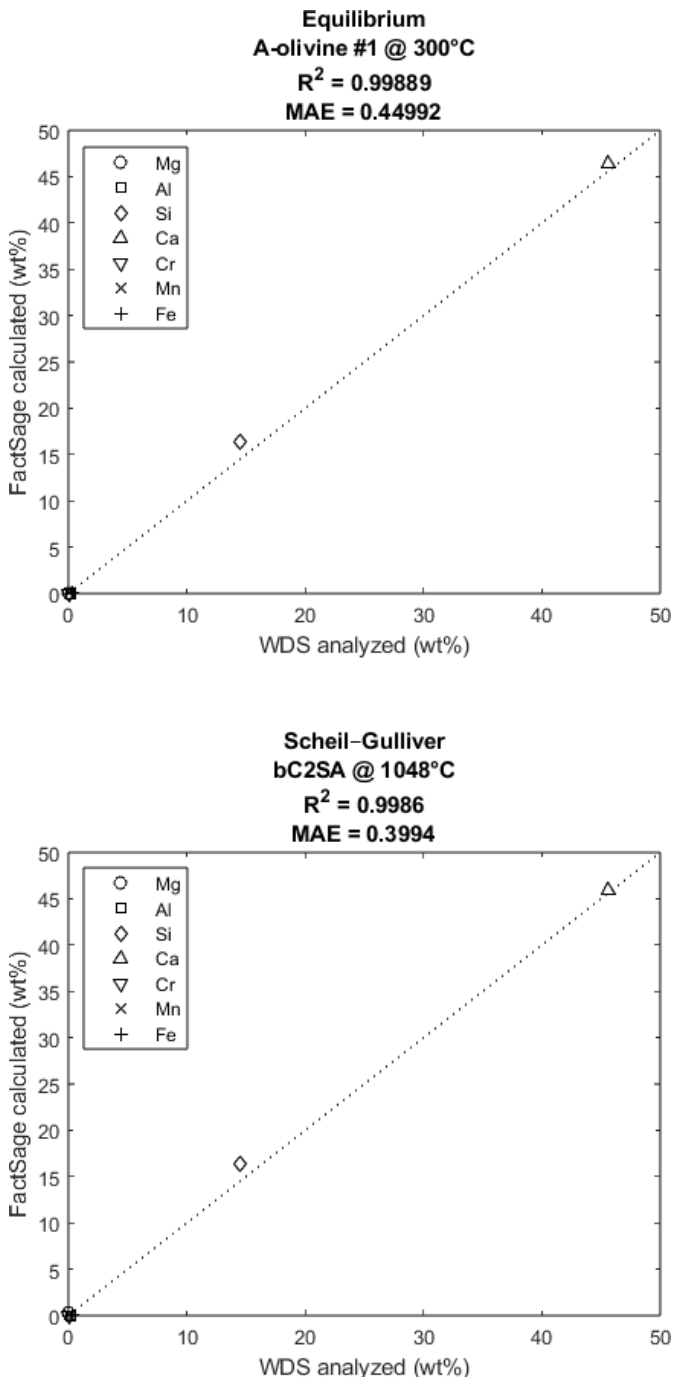 Equilibrium
A-olivine #1 @ 300°C
R² = 0.99889
MAE = 0.44992
50
45
40
35
30
25
20
15
10
5
0
FactSage calculated (wt%)
Mg
Al
Si
Ca
Cr
Mn
Fe
0
10
20
30
40
50
WDS analyzed (wt%)
Scheil–Gulliver
bC2SA @ 1048°C
R² = 0.9986
MAE = 0.3994
50
45
40
35
30
25
20
15
10
5
0
FactSage calculated (wt%)
Mg
Al
Si
Ca
Cr
Mn
Fe
0
10
20
30
40
50
WDS analyzed (wt%)